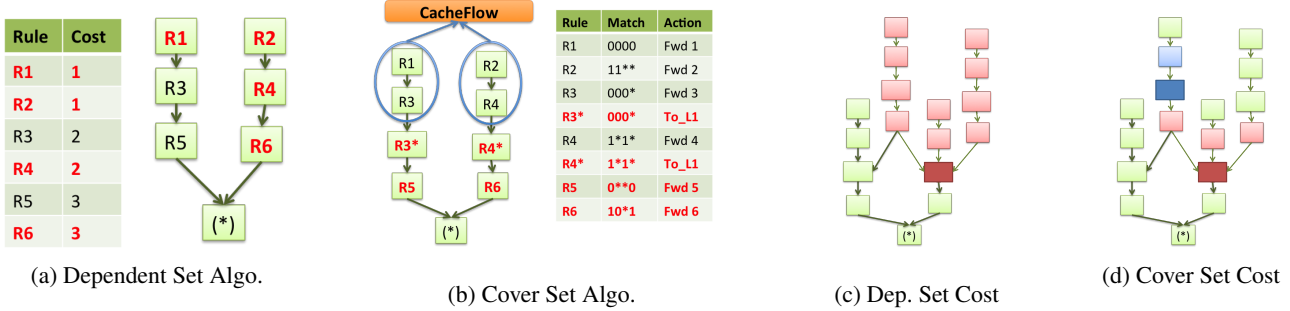 Rule Cost
R1 1
R2 1
R3 2
R4 2
R5 3
R6 3
R1 R2
R3 R4
R5 R6
(*)
(a) Dependent Set Algo.
CacheFlow
R1 R2
R3 R4
R3* R4*
R5 R6
(*)
Rule Match Action
R1 0000 Fwd 1
R2 11** Fwd 2
R3 000* Fwd 3
R3* 000* To_L1
R4 1*1* Fwd 4
R4* 1*1* To_L1
R5 0**0 Fwd 5
R6 10*1 Fwd 6
(b) Cover Set Algo.
(*)
(c) Dep. Set Cost
(*)
(d) Cover Set Cost